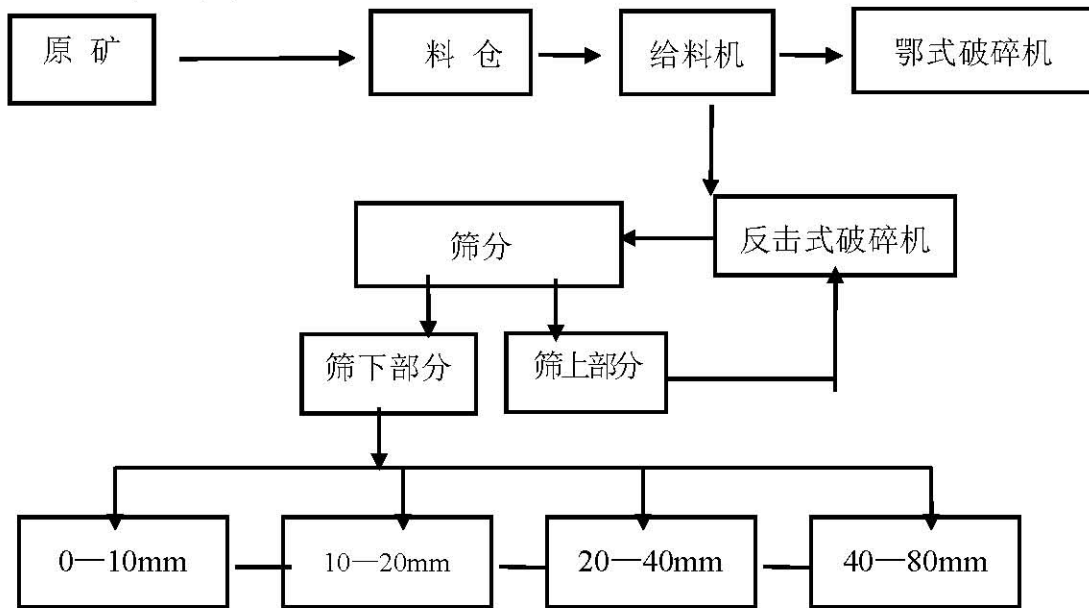 原 矿
料 仓
给料机
鄂式破碎机
反击式破碎机
筛分
筛下部分
筛上部分
0—10mm
10—20mm
20—40mm
40—80mm